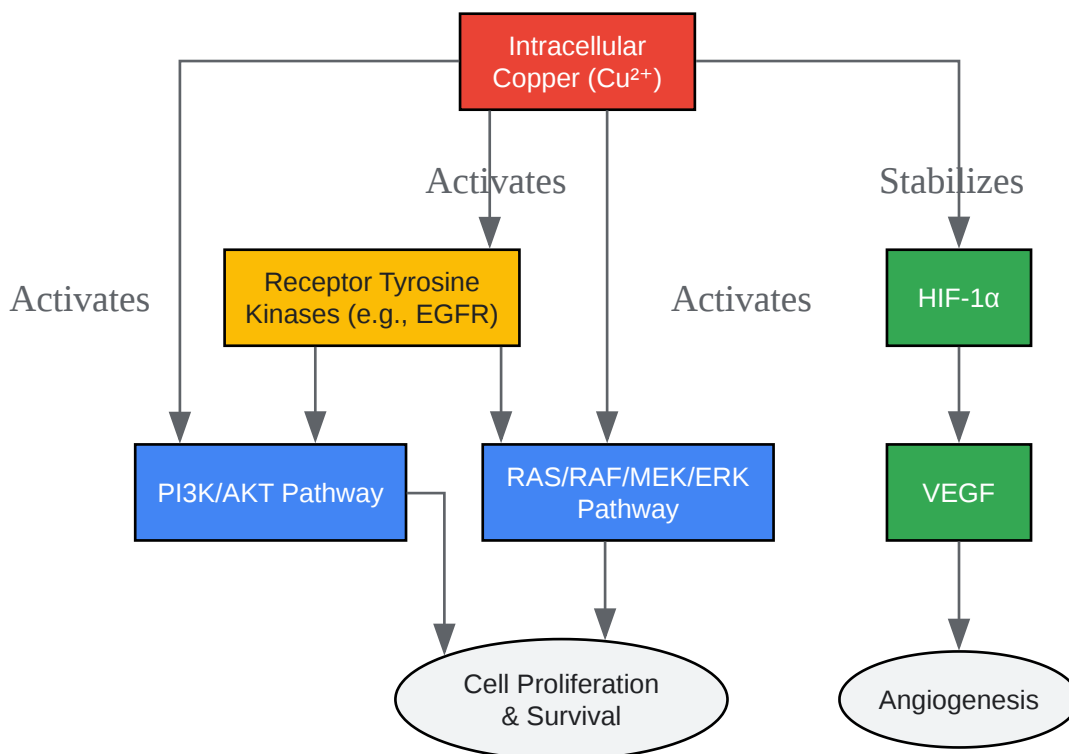 Intracellular
Copper (Cu²⁺)
Activates
Stabilizes
Receptor Tyrosine
Kinases (e.g., EGFR)
Activates
Activates
HIF-1α
PI3K/AKT Pathway
RAS/RAF/MEK/ERK
Pathway
VEGF
Cell Proliferation
& Survival
Angiogenesis